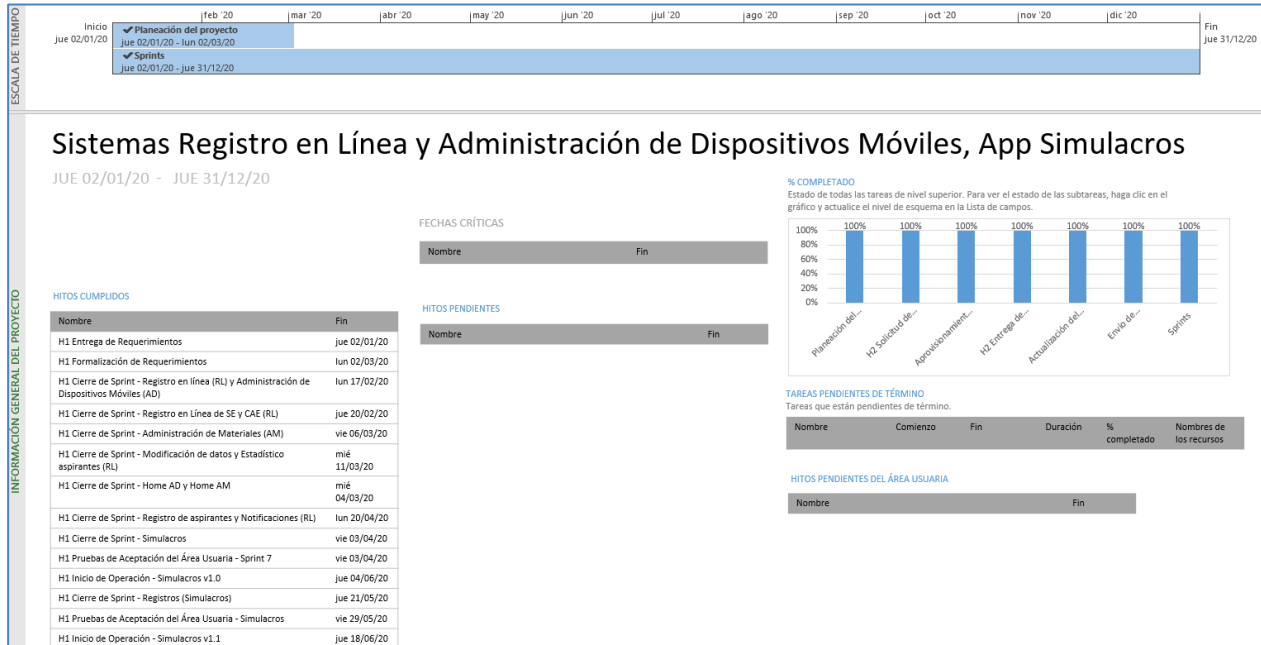 ESCALA DE TIEMPO
feb '20 mar '20 abr '20 may '20 jun '20 jul '20 ago '20 sep '20 oct '20 nov '20 dic '20
Inicio
jue 02/01/20
Planeación del proyecto
jue 02/01/20 - lun 02/03/20
Sprints
jue 02/01/20 - jue 31/12/20
Fin
jue 31/12/20
INFORMACIÓN GENERAL DEL PROYECTO
Sistemas Registro en Línea y Administración de Dispositivos Móviles, App Simulacros
JUE 02/01/20 - JUE 31/12/20
HITOS CUMPLIDOS
Nombre Fin
H1 Entrega de Requerimientos jue 02/01/20
H1 Formalización de Requerimientos lun 02/03/20
H1 Cierre de Sprint - Registro en línea (RL) y Administración de lun 17/02/20
Dispositivos Móviles (AD)
H1 Cierre de Sprint - Registro en Línea de SE y CAE (RL) jue 20/02/20
H1 Cierre de Sprint - Administración de Materiales (AM) vie 06/03/20
H1 Cierre de Sprint - Modificación de datos y Estadístico mié
aspirantes (RL) 11/03/20
H1 Cierre de Sprint - Home AD y Home AM mié
04/03/20
H1 Cierre de Sprint - Registro de aspirantes y Notificaciones (RL) lun 20/04/20
H1 Cierre de Sprint - Simulacros vie 03/04/20
H1 Pruebas de Aceptación del Área Usuaria - Sprint 7 vie 03/04/20
H1 Inicio de Operación - Simulacros v1.0 jue 04/06/20
H1 Cierre de Sprint - Registros (Simulacros) jue 21/05/20
H1 Pruebas de Aceptación del Área Usuaria - Simulacros vie 29/05/20
H1 Inicio de Operación - Simulacros v1.1 jue 18/06/20
FECHAS CRÍTICAS
Nombre Fin
HITOS PENDIENTES
Nombre Fin
% COMPLETADO
Estado de todas las tareas de nivel superior. Para ver el estado de las subtareas, haga clic en el
gráfico y actualice el nivel de esquema en la Lista de campos.
100% 100% 100% 100% 100% 100% 100%
100%
80%
60%
40%
20%
0%
Planeación del...
H2 Solicitud de...
Aprovisionamient...
H2 Entrega de...
Actualización del...
Envío de...
Sprints
TAREAS PENDIENTES DE TÉRMINO
Tareas que están pendientes de término.
Nombre Comienzo Fin Duración % Nombres de
completado los recursos
HITOS PENDIENTES DEL ÁREA USUARIA
Nombre Fin